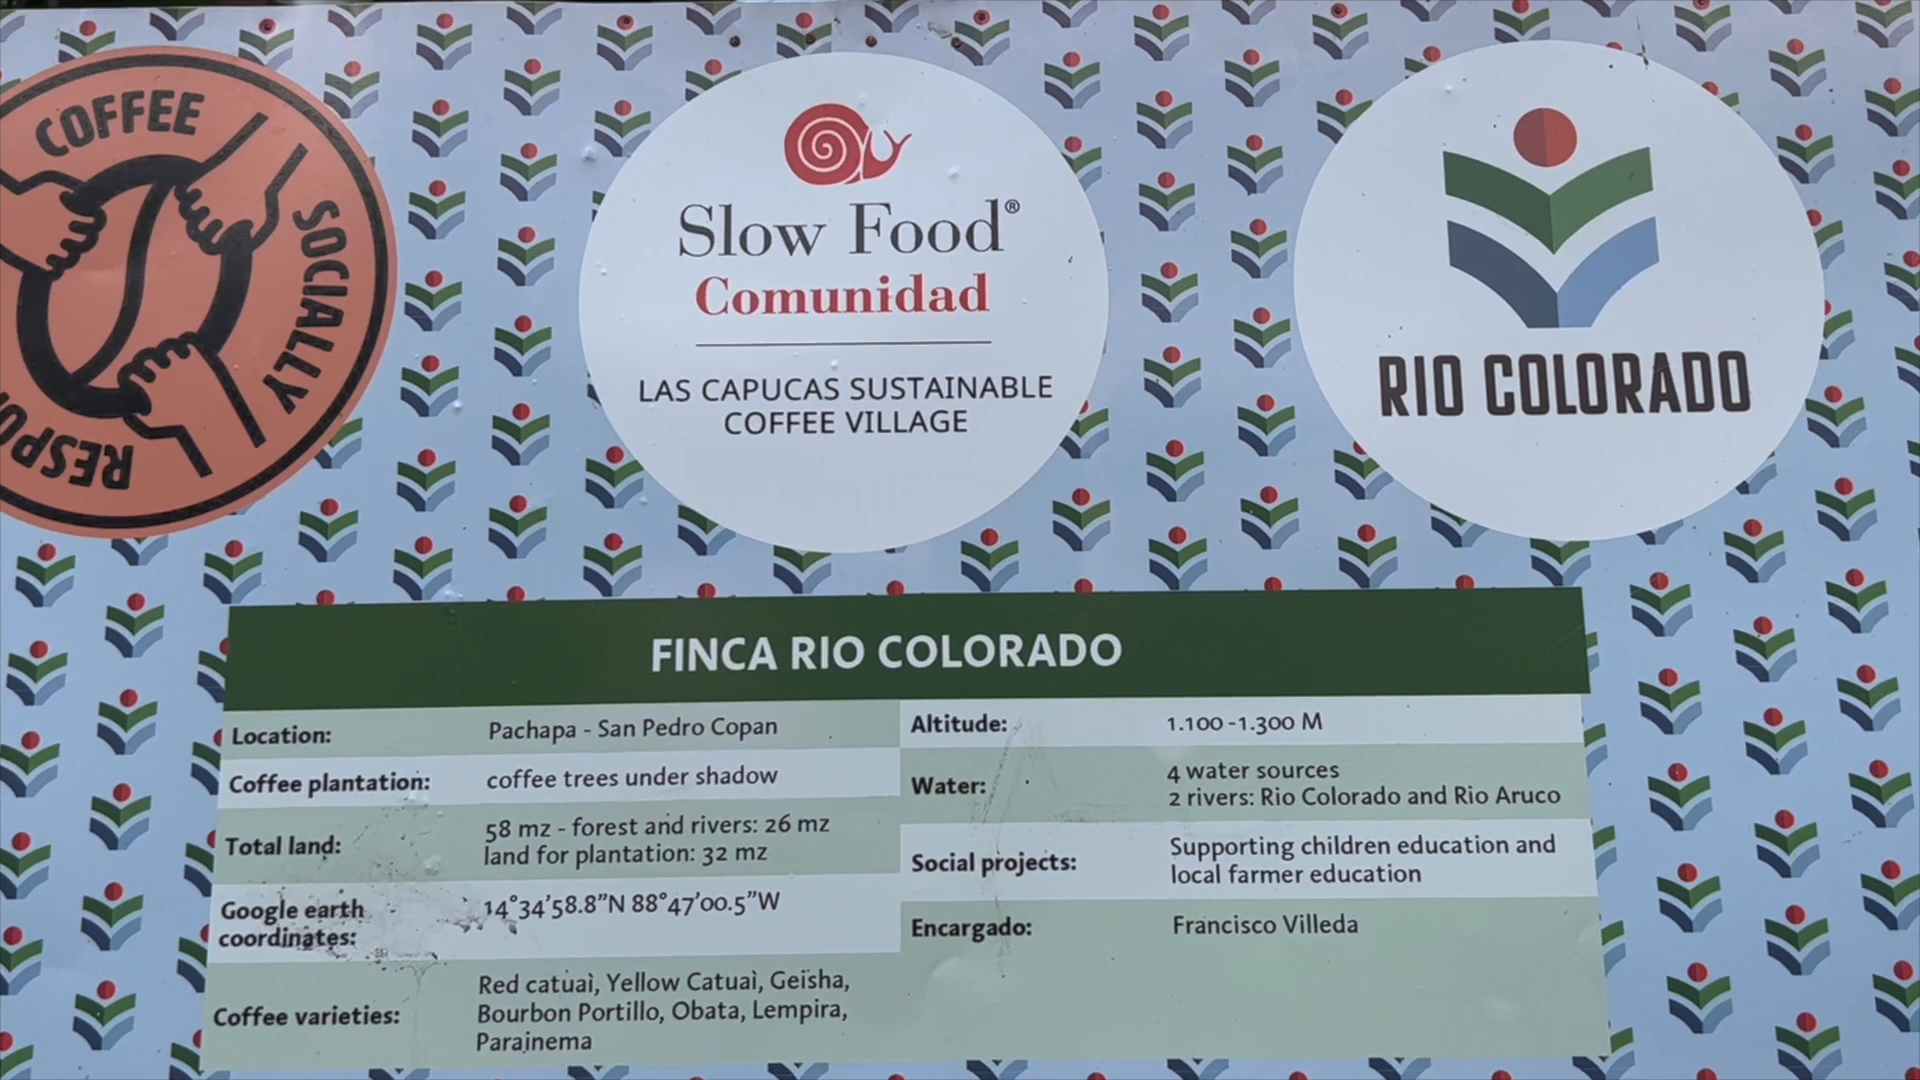 COFFEE
SOCIALLY
Slow Food®
Comunidad
LAS CAPUCAS SUSTAINABLE
COFFEE VILLAGE
RIO COLORADO
FINCA RIO COLORADO
Location: Pachapa - San Pedro Copan
Coffee plantation: coffee trees under shadow
Total land: 58 mz - forest and rivers: 26 mz
land for plantation: 32 mz
Google earth
coordinates: 14°34'58.8"N 88°47'00.5"W
Coffee varieties: Red catuaì, Yellow Catuaì, Geisha,
Bourbon Portillo, Obata, Lempira,
Parainema
Altitude: 1.100 -1.300 M
Water: 4 water sources
2 rivers: Rio Colorado and Rio Aruco
Social projects: Supporting children education and
local farmer education
Encargado: Francisco Villeda